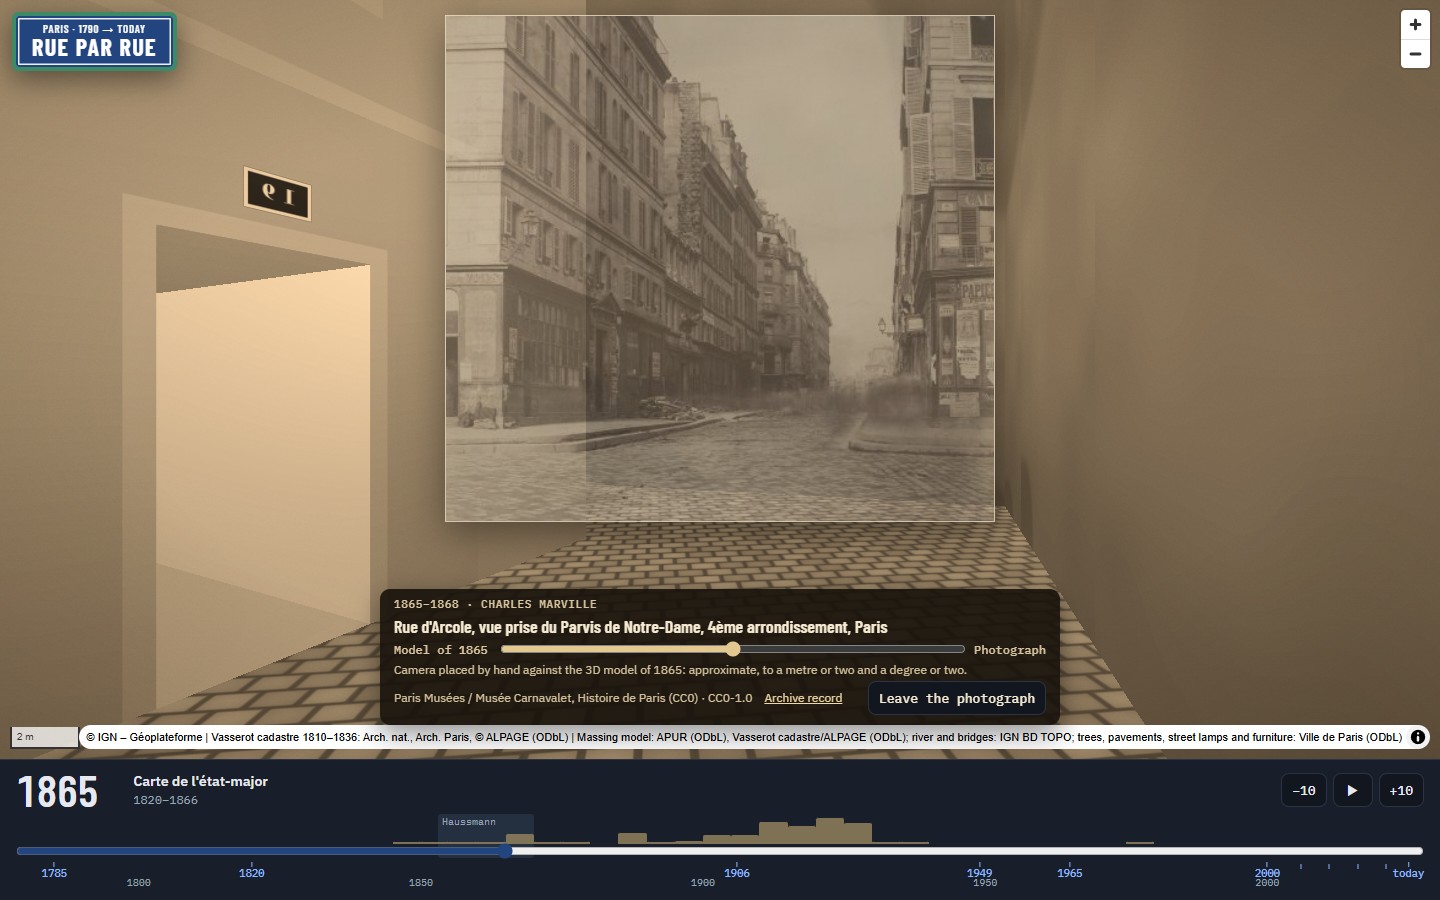 PARIS · 1790 → TODAY
RUE PAR RUE
+
−
19
1865–1868 · CHARLES MARVILLE
Rue d'Arcole, vue prise du Parvis de Notre-Dame, 4ème arrondissement, Paris
Model of 1865
Photograph
Camera placed by hand against the 3D model of 1865: approximate, to a metre or two and a degree or two.
Paris Musées / Musée Carnavalet, Histoire de Paris (CC0) · CC0-1.0 Archive record
Leave the photograph
2 m
© IGN – Géoplateforme | Vasserot cadastre 1810–1836: Arch. nat., Arch. Paris, © ALPAGE (ODbL) | Massing model: APUR (ODbL), Vasserot cadastre/ALPAGE (ODbL); river and bridges: IGN BD TOPO; trees, pavements, street lamps and furniture: Ville de Paris (ODbL)
1865
Carte de l'état-major
1820–1866
−10
+10
Haussmann
1785 1820 1906 1949 1965 2000 today
1800 1850 1900 1950 2000